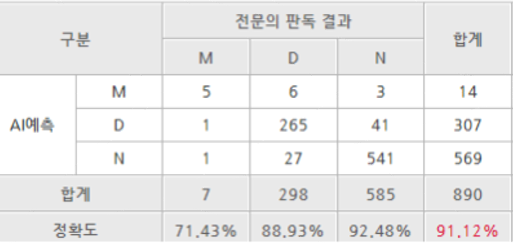 구분 전문의 판독 결과 합계
M D N
AI예측 M 5 6 3 14
D 1 265 41 307
N 1 27 541 569
합계 7 298 585 890
정확도 71.43% 88.93% 92.48% 91.12%